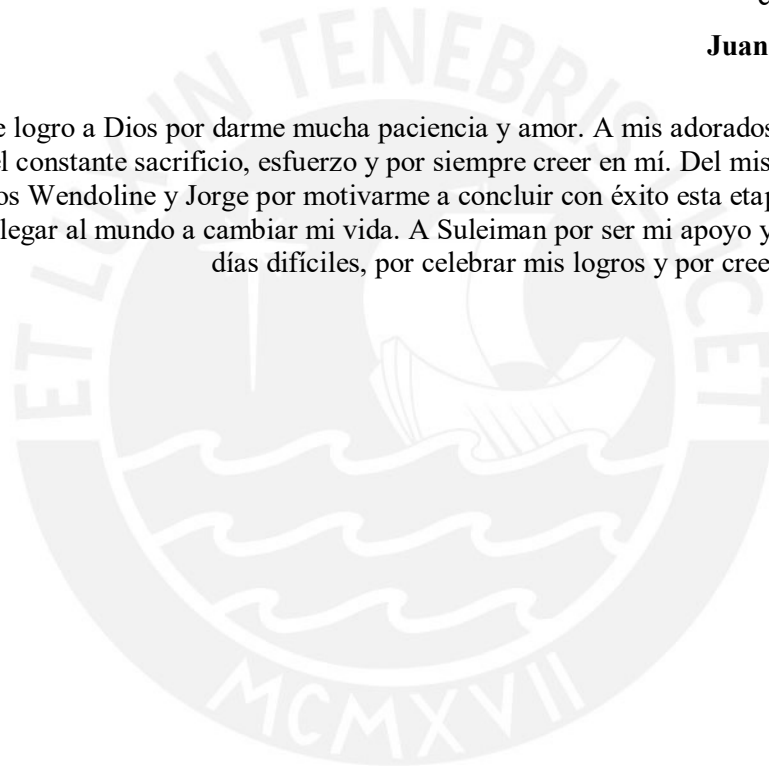 Juan
e logro a Dios por darme mucha paciencia y amor. A mis adorados
el constante sacrificio, esfuerzo y por siempre creer en mí. Del mis
os Wendoline y Jorge por motivarme a concluir con éxito esta etap
legar al mundo a cambiar mi vida. A Suleiman por ser mi apoyo y
días difíciles, por celebrar mis logros y por cree
ET LUX IN TENEBRIS LUCET
MCMXVII